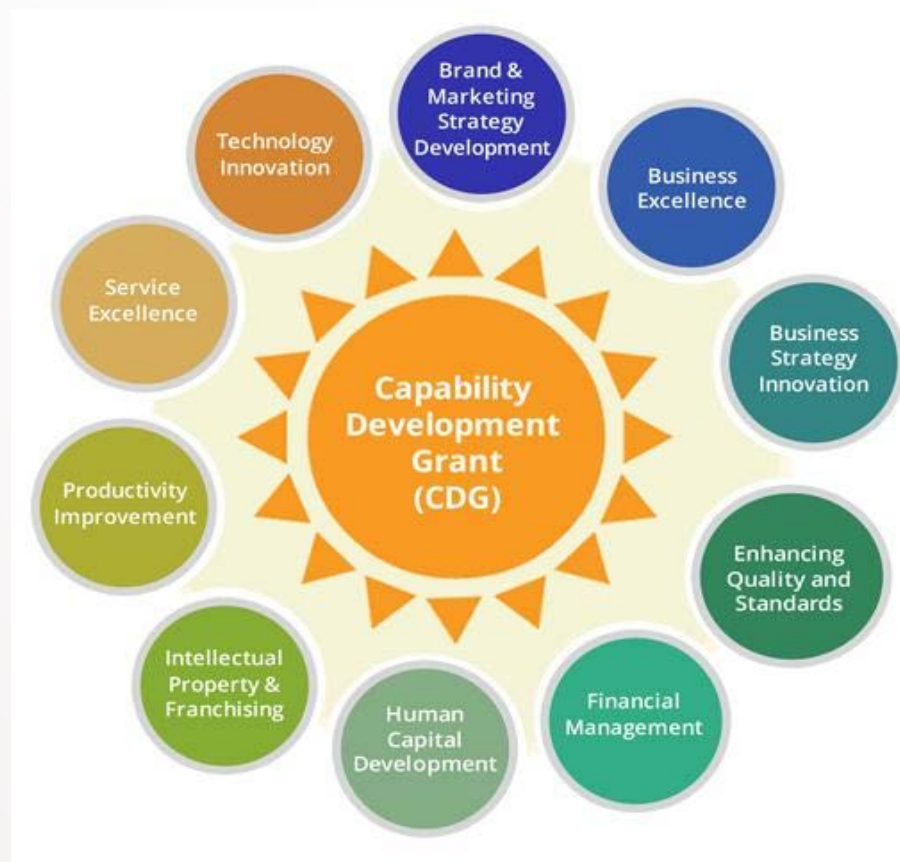 Capability
Development
Grant
(CDG)
Brand &
Marketing
Strategy
Development
Business
Excellence
Business
Strategy
Innovation
Enhancing
Quality and
Standards
Financial
Management
Human
Capital
Development
Intellectual
Property &
Franchising
Productivity
Improvement
Service
Excellence
Technology
Innovation